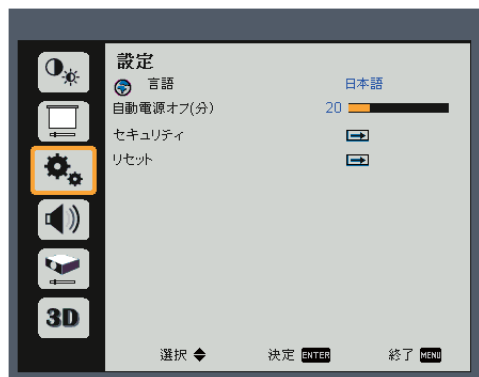 設定
言語 日本語
自動電源オフ(分) 20
セキュリティ
リセット
3D
選択 決定 ENTER 終了 MENU